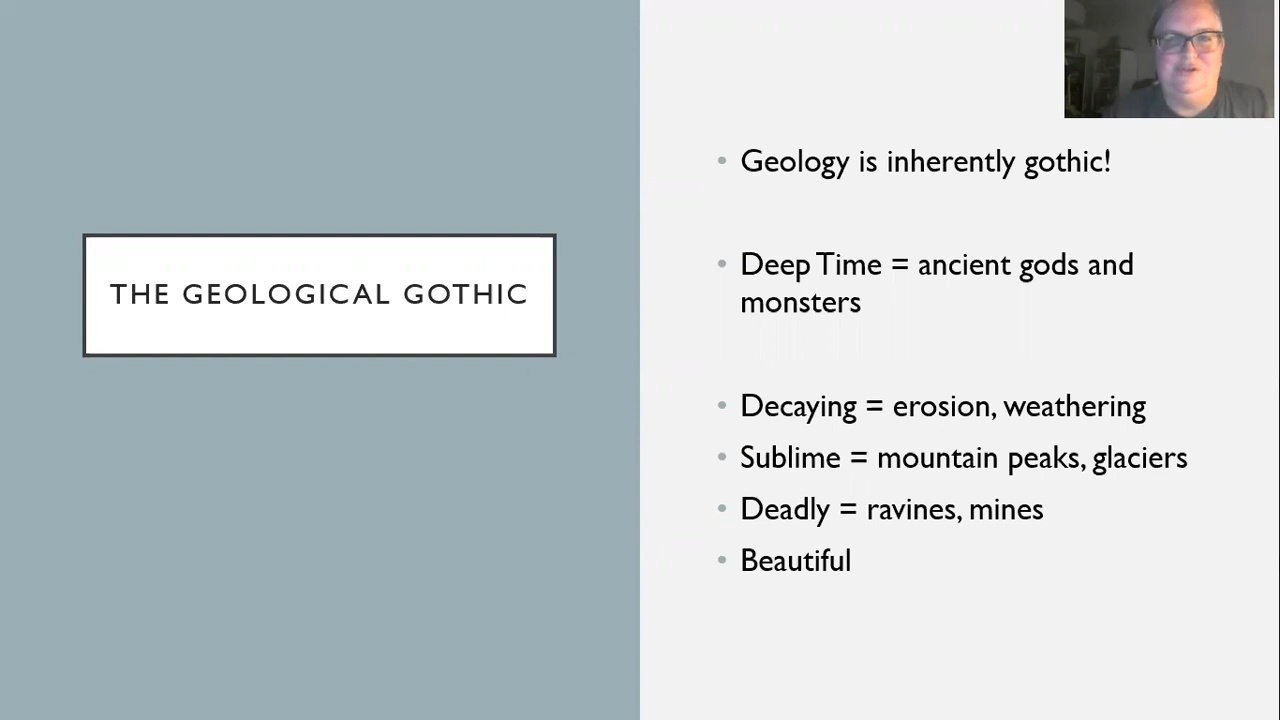 THE GEOLOGICAL GOTHIC
• Geology is inherently gothic!
• Deep Time = ancient gods and
monsters
• Decaying = erosion, weathering
• Sublime = mountain peaks, glaciers
• Deadly = ravines, mines
• Beautiful